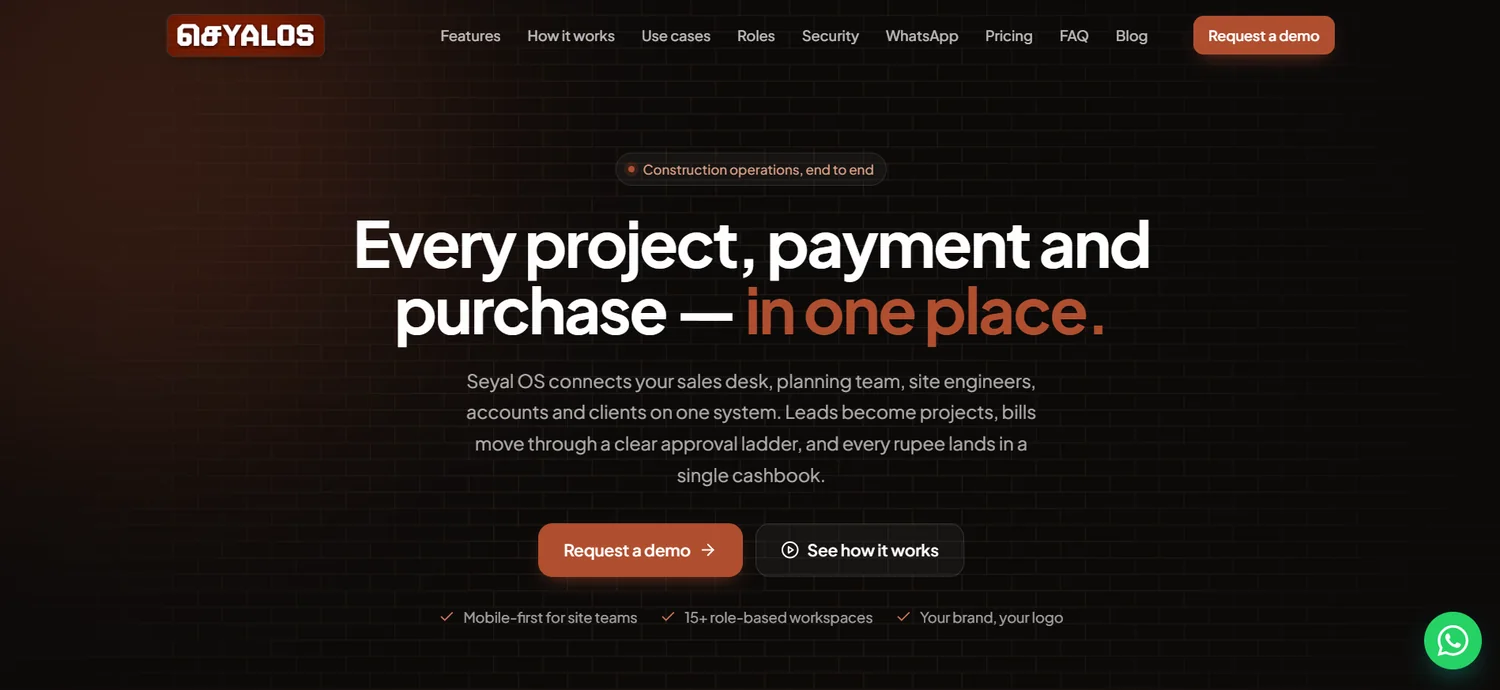 செYALOS
Features How it works Use cases Roles Security WhatsApp Pricing FAQ Blog Request a demo
Construction operations, end to end
Every project, payment and
purchase — in one place.
Seyal OS connects your sales desk, planning team, site engineers,
accounts and clients on one system. Leads become projects, bills
move through a clear approval ladder, and every rupee lands in a
single cashbook.
Request a demo → See how it works
Mobile-first for site teams 15+ role-based workspaces Your brand, your logo